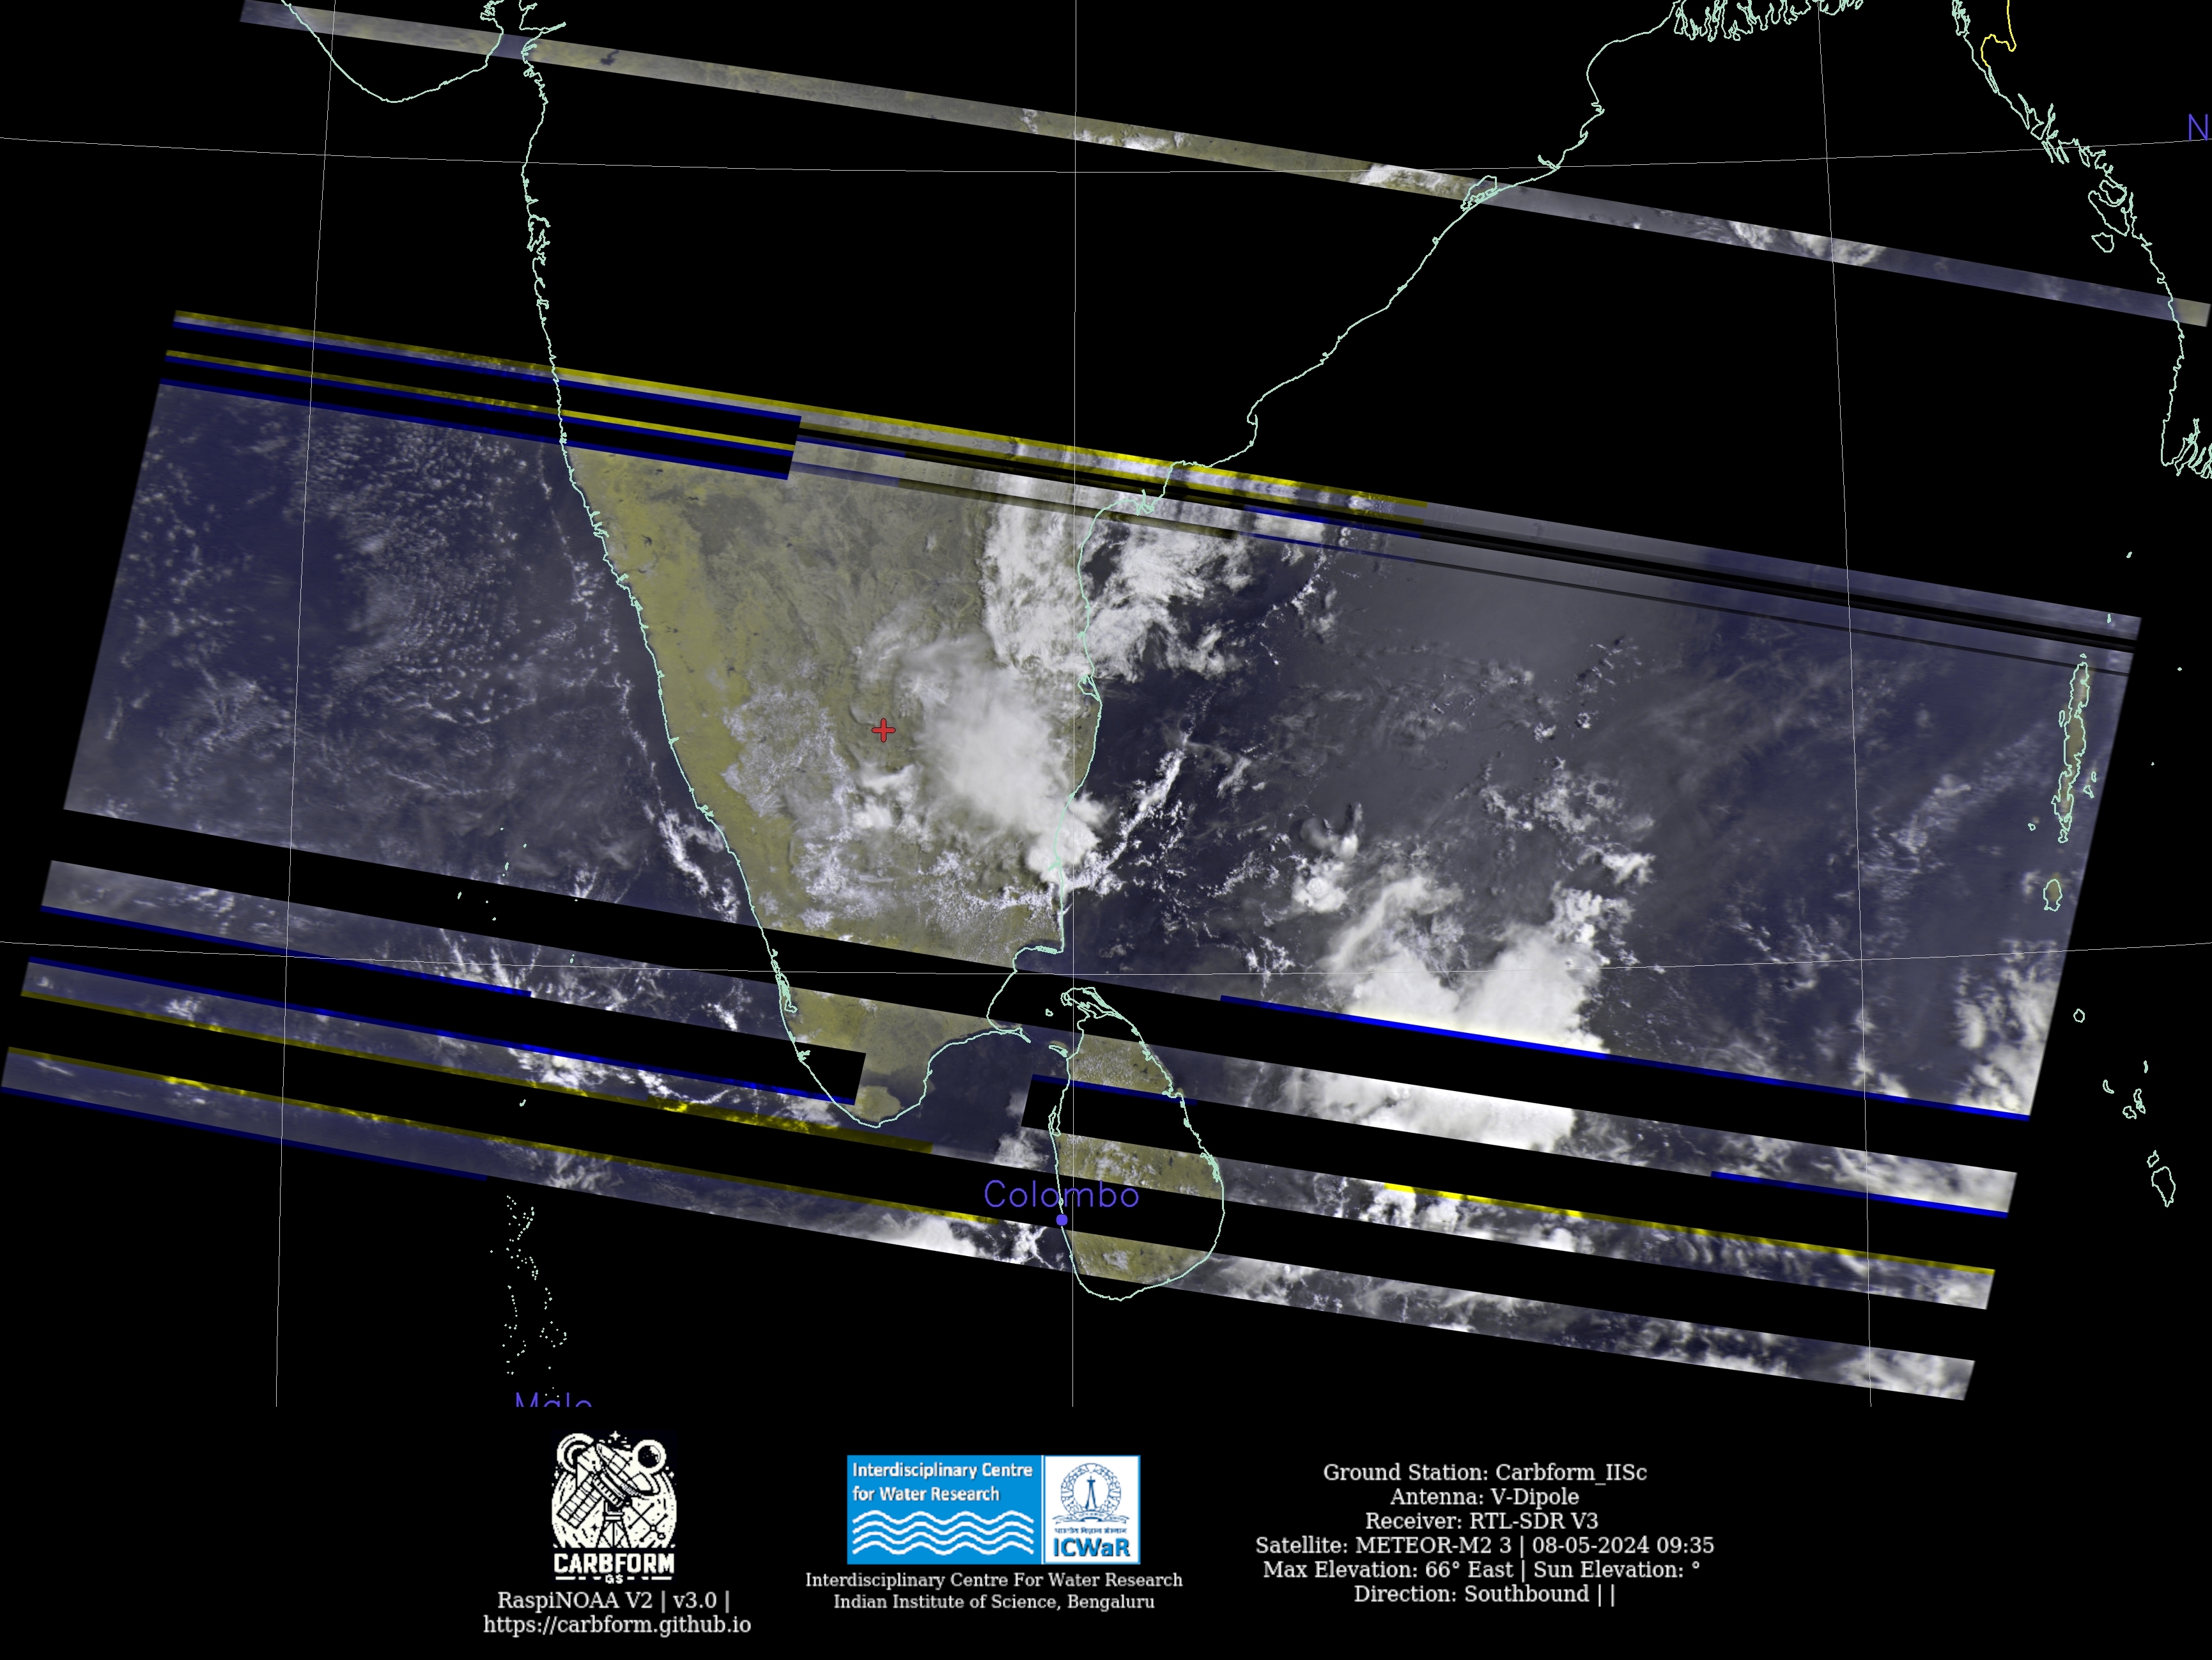 N
Colombo
Male
CARBFORM
GS
RaspiNOAA V2 | v3.0 |
https://carbform.github.io
Interdisciplinary Centre
for Water Research
ICWaR
Interdisciplinary Centre For Water Research
Indian Institute of Science, Bengaluru
Ground Station: Carbform_IISc
Antenna: V-Dipole
Receiver: RTL-SDR V3
Satellite: METEOR-M2 3 | 08-05-2024 09:35
Max Elevation: 66° East | Sun Elevation: °
Direction: Southbound | |